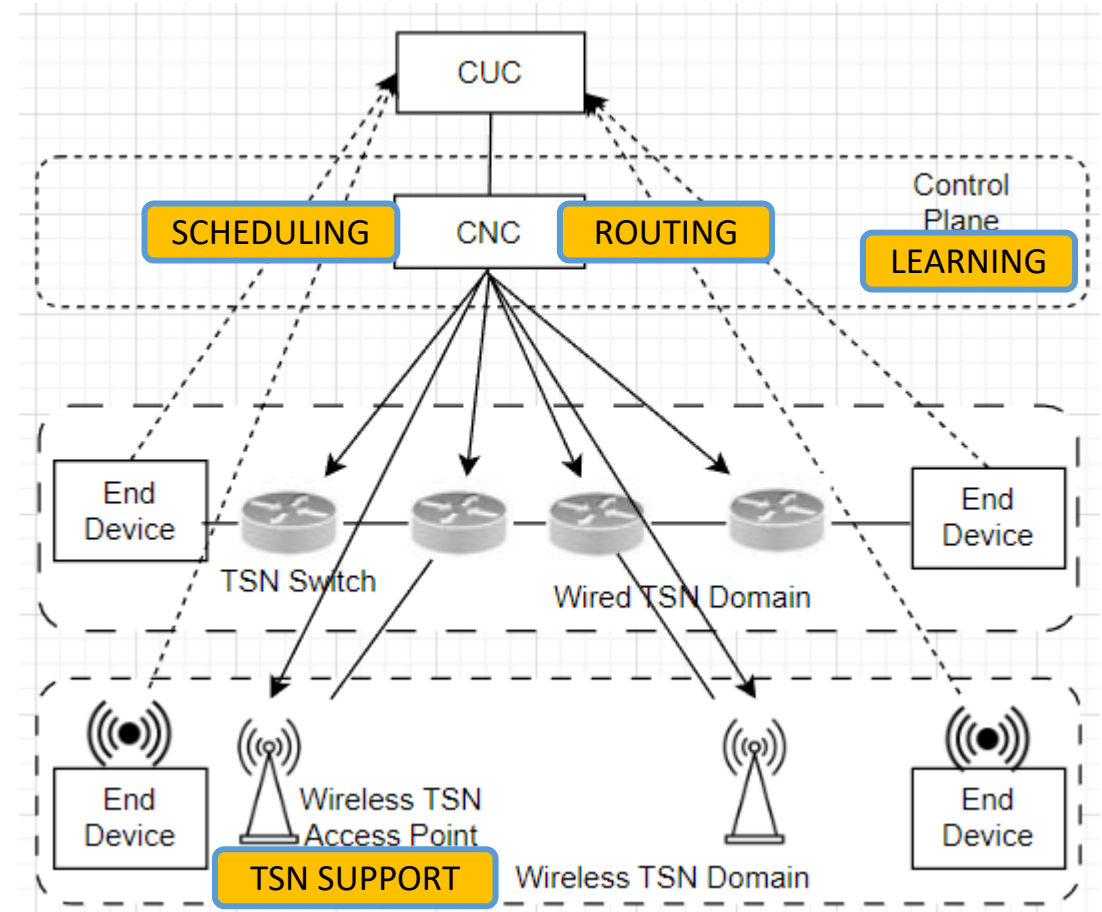 CUC
Control
Plane
SCHEDULING
CNC
ROUTING
LEARNING
End
Device
End
Device
TSN Switch
Wired TSN Domain
End
Device
Wireless TSN
Access Point
End
Device
TSN SUPPORT
Wireless TSN Domain